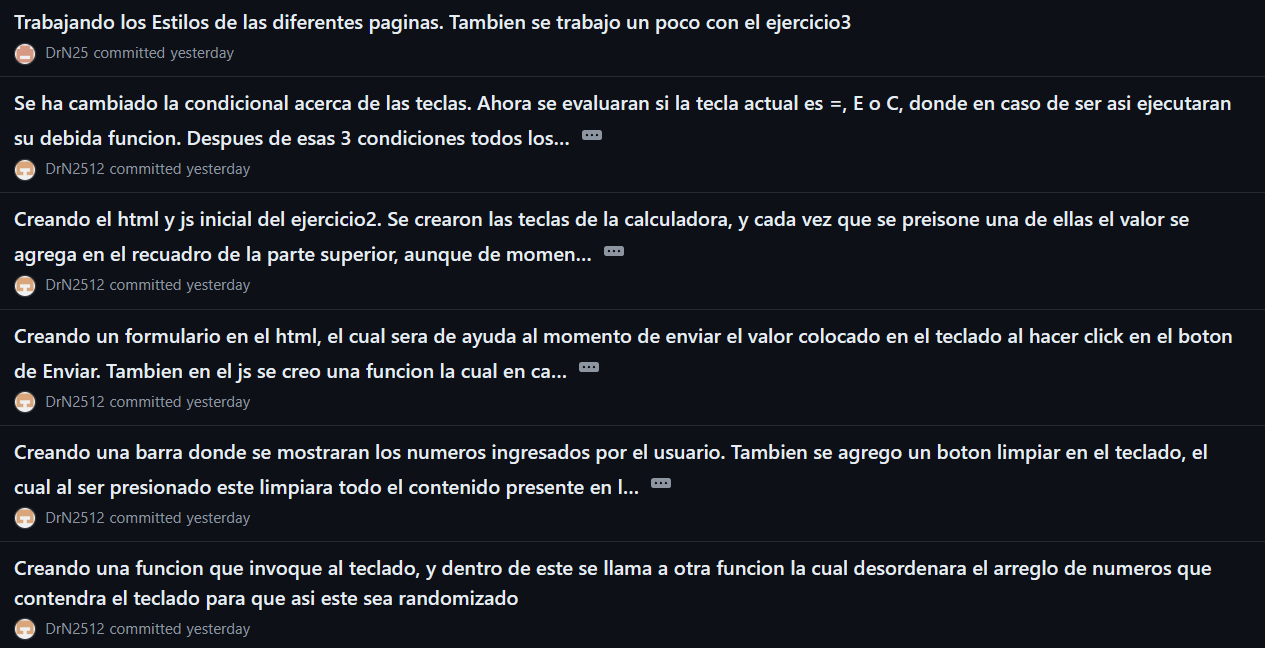 Trabajando los Estilos de las diferentes paginas. Tambien se trabajo un poco con el ejercicio3
DrN25 committed yesterday
Se ha cambiado la condicional acerca de las teclas. Ahora se evaluaran si la tecla actual es =, E o C, donde en caso de ser asi ejecutaran
su debida funcion. Despues de esas 3 condiciones todos los…
DrN2512 committed yesterday
Creando el html y js inicial del ejercicio2. Se crearon las teclas de la calculadora, y cada vez que se preisone una de ellas el valor se
agrega en el recuadro de la parte superior, aunque de momen…
DrN2512 committed yesterday
Creando un formulario en el html, el cual sera de ayuda al momento de enviar el valor colocado en el teclado al hacer click en el boton
de Enviar. Tambien en el js se creo una funcion la cual en ca…
DrN2512 committed yesterday
Creando una barra donde se mostraran los numeros ingresados por el usuario. Tambien se agrego un boton limpiar en el teclado, el
cual al ser presionado este limpiara todo el contenido presente en l…
DrN2512 committed yesterday
Creando una funcion que invoque al teclado, y dentro de este se llama a otra funcion la cual desordenara el arreglo de numeros que
contendra el teclado para que asi este sea randomizado
DrN2512 committed yesterday